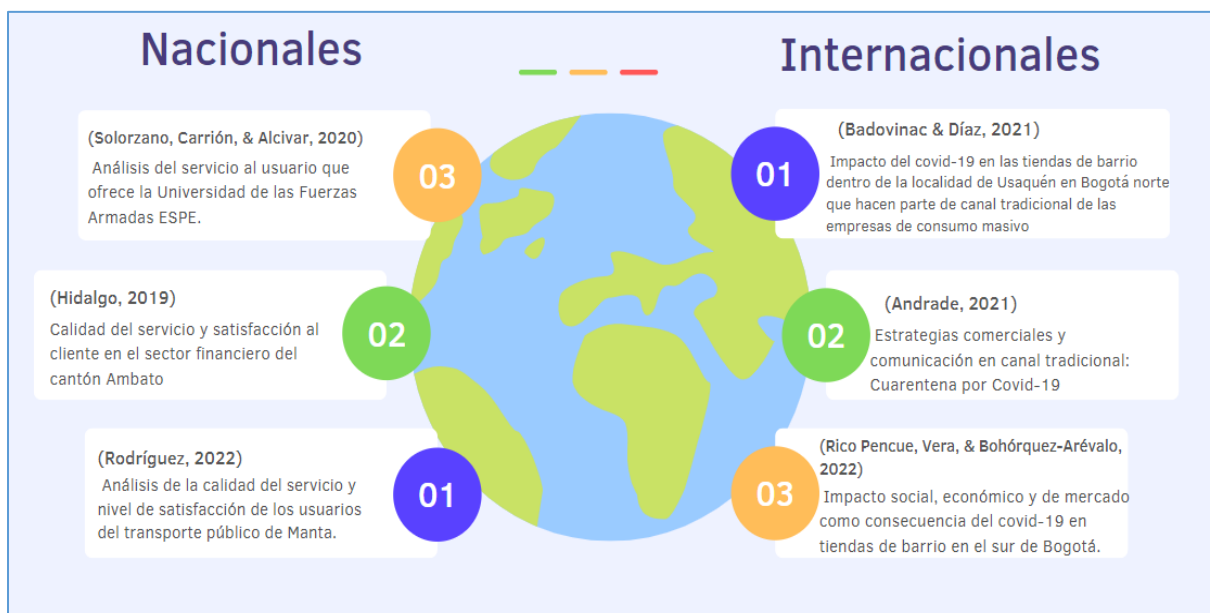 Nacionales
(Solorzano, Carrión, & Alcivar, 2020)
Análisis del servicio al usuario que
ofrece la Universidad de las Fuerzas
Armadas ESPE.
03
(Hidalgo, 2019)
Calidad del servicio y satisfacción al
cliente en el sector financiero del
cantón Ambato
02
(Rodríguez, 2022)
Análisis de la calidad del servicio y
nivel de satisfacción de los usuarios
del transporte público de Manta.
01
Internacionales
01
(Badovinac & Díaz, 2021)
Impacto del covid-19 en las tiendas de barrio
dentro de la localidad de Usaquén en Bogotá norte
que hacen parte de canal tradicional de las
empresas de consumo masivo
02
(Andrade, 2021)
Estrategias comerciales y
comunicación en canal tradicional:
Cuarentena por Covid-19
03
(Rico Pencue, Vera, & Bohórquez-Arévalo,
2022)
Impacto social, económico y de mercado
como consecuencia del covid-19 en
tiendas de barrio en el sur de Bogotá.